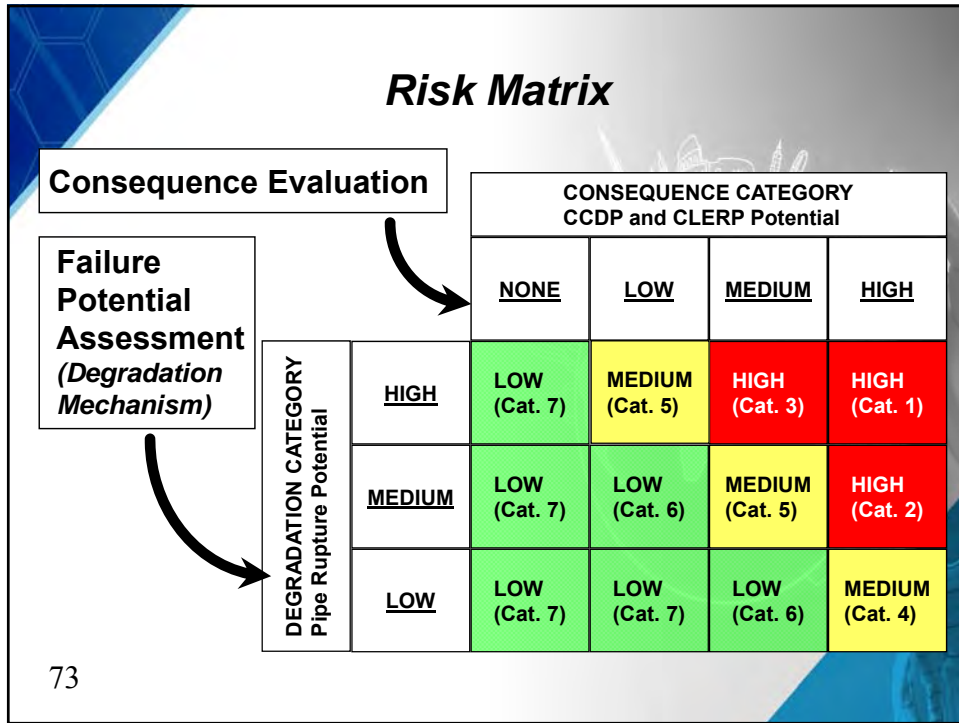 Risk Matrix
Consequence Evaluation
Failure
Potential
Assessment
(Degradation
Mechanism)
CONSEQUENCE CATEGORY
CCDP and CLERP Potential
NONE
LOW
MEDIUM
HIGH
DEGRADATION CATEGORY
Pipe Rupture Potential
HIGH
LOW
(Cat. 7)
MEDIUM
(Cat. 5)
HIGH
(Cat. 3)
HIGH
(Cat. 1)
MEDIUM
LOW
(Cat. 7)
LOW
(Cat. 6)
MEDIUM
(Cat. 5)
HIGH
(Cat. 2)
LOW
LOW
(Cat. 7)
LOW
(Cat. 7)
LOW
(Cat. 6)
MEDIUM
(Cat. 4)
73